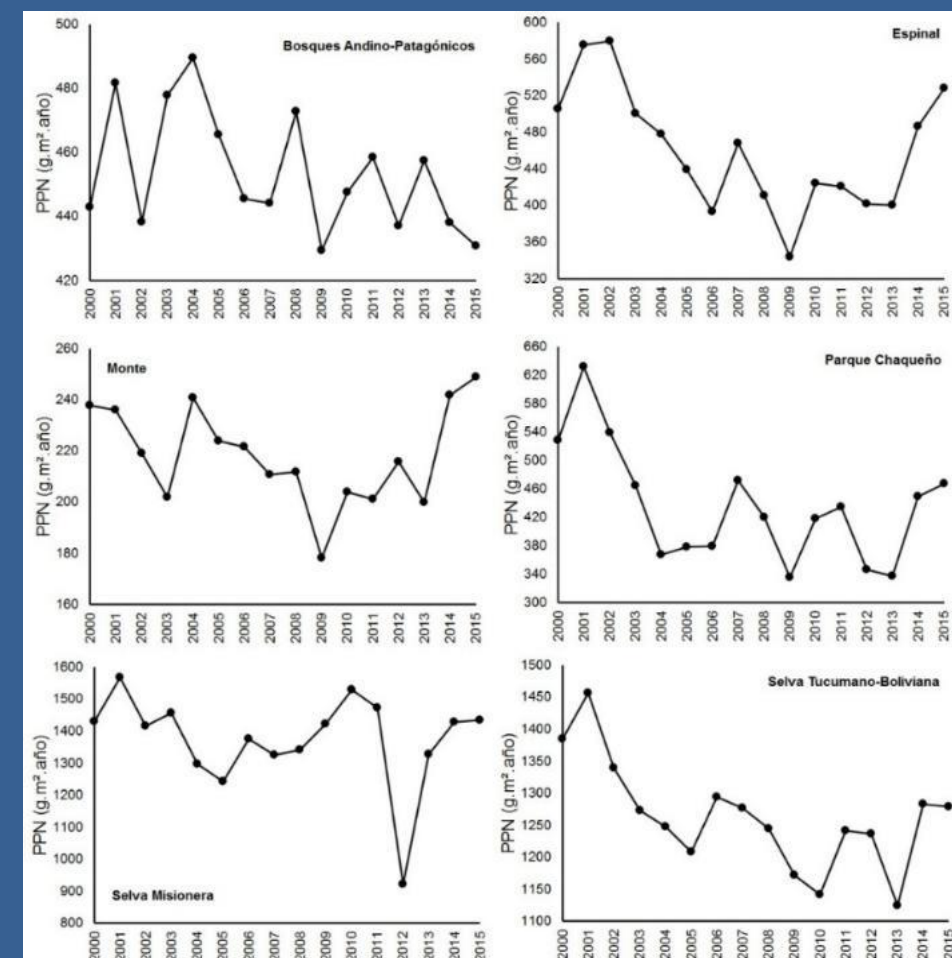 Bosques Andino-Patagónicos
PPN (g.m².año)
500
480
460
440
420
2000 2001 2002 2003 2004 2005 2006 2007 2008 2009 2010 2011 2012 2013 2014 2015
Espinal
PPN (g.m².año)
600
560
520
480
440
400
360
320
2000 2001 2002 2003 2004 2005 2006 2007 2008 2009 2010 2011 2012 2013 2014 2015
Monte
PPN (g.m².año)
260
240
220
200
180
160
2000 2001 2002 2003 2004 2005 2006 2007 2008 2009 2010 2011 2012 2013 2014 2015
Parque Chaqueño
PPN (g.m².año)
660
620
540
500
460
420
380
340
300
2000 2001 2002 2003 2004 2005 2006 2007 2008 2009 2010 2011 2012 2013 2014 2015
Selva Misionera
PPN (g.m².año)
1600
1500
1400
1300
1200
1100
1000
900
800
2000 2001 2002 2003 2004 2005 2006 2007 2008 2009 2010 2011 2012 2013 2014 2015
Selva Tucumano-Boliviana
PPN (g.m².año)
1500
1450
1400
1350
1300
1250
1200
1150
1100
2000 2001 2002 2003 2004 2005 2006 2007 2008 2009 2010 2011 2012 2013 2014 2015